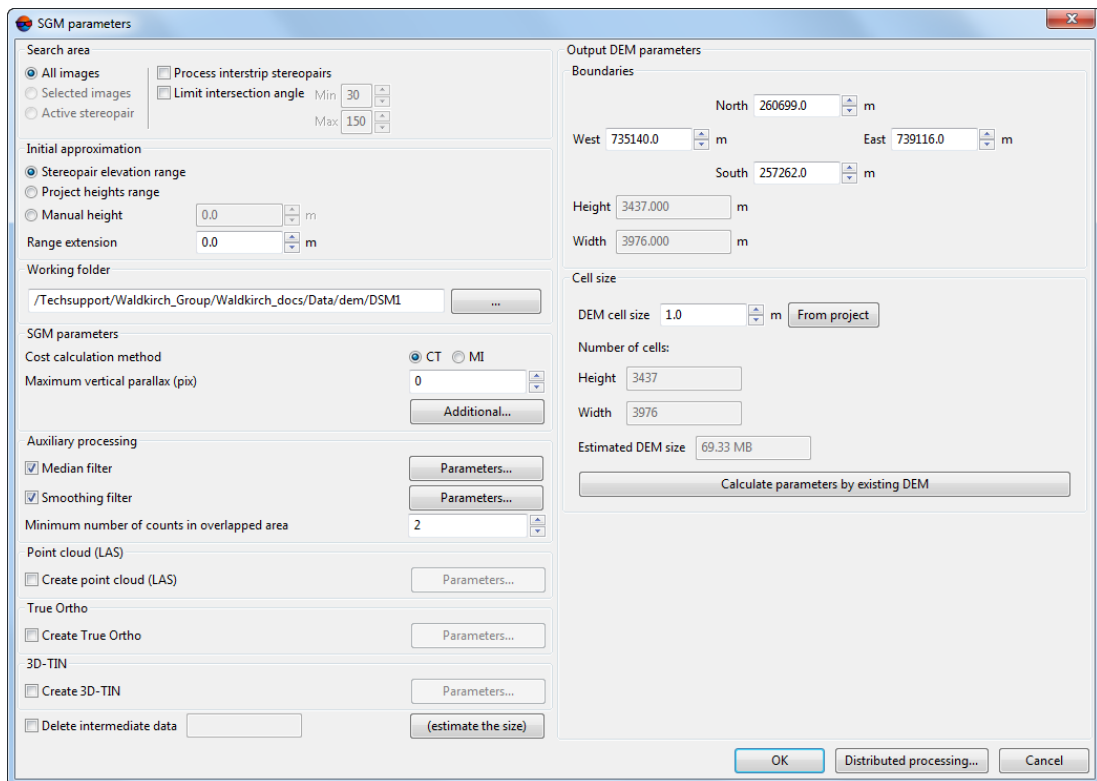 SGM parameters
Search area
All images
Process interstrip stereopairs
Selected images
Limit intersection angle Min 30
Active stereopair
Max 150
Initial approximation
Stereopair elevation range
Project heights range
Manual height 0.0 m
Range extension 0.0 m
Working folder
/Techsupport/Waldkirch_Group/Waldkirch_docs/Data/dem/DSM1 ...
SGM parameters
Cost calculation method CT MI
Maximum vertical parallax (pix) 0
Additional...
Auxiliary processing
Median filter Parameters...
Smoothing filter Parameters...
Minimum number of counts in overlapped area 2
Point cloud (LAS)
Create point cloud (LAS) Parameters...
True Ortho
Create True Ortho Parameters...
3D-TIN
Create 3D-TIN Parameters...
Delete intermediate data (estimate the size)
Output DEM parameters
Boundaries
North 260699.0 m
West 735140.0 m East 739116.0 m
South 257262.0 m
Height 3437.000 m
Width 3976.000 m
Cell size
DEM cell size 1.0 m From project
Number of cells:
Height 3437
Width 3976
Estimated DEM size 69.33 MB
Calculate parameters by existing DEM
OK Distributed processing... Cancel